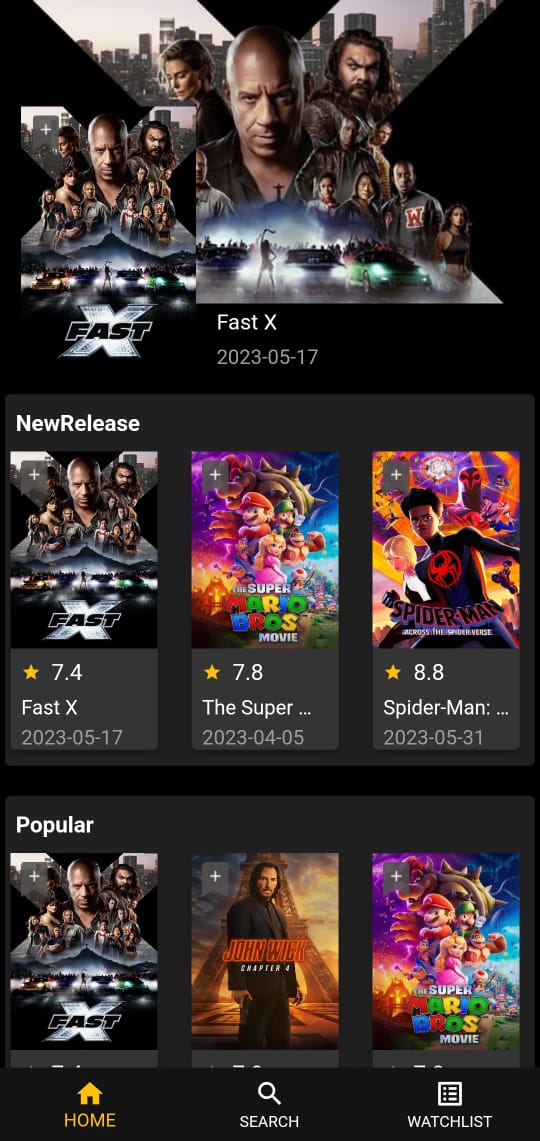 W
FAST X
Fast X
2023-05-17
NewRelease
FAST X
THE SUPER
MARIO
BROS.
MOVIE
SPIDER-MAN
ACROSS THE SPIDER-VERSE
7.4
7.8
8.8
Fast X
The Super ...
Spider-Man: ...
2023-05-17
2023-04-05
2023-05-31
Popular
FAST X
JOHN WICK
CHAPTER 4
THE SUPER
MARIO
BROS.
MOVIE
HOME
SEARCH
WATCHLIST